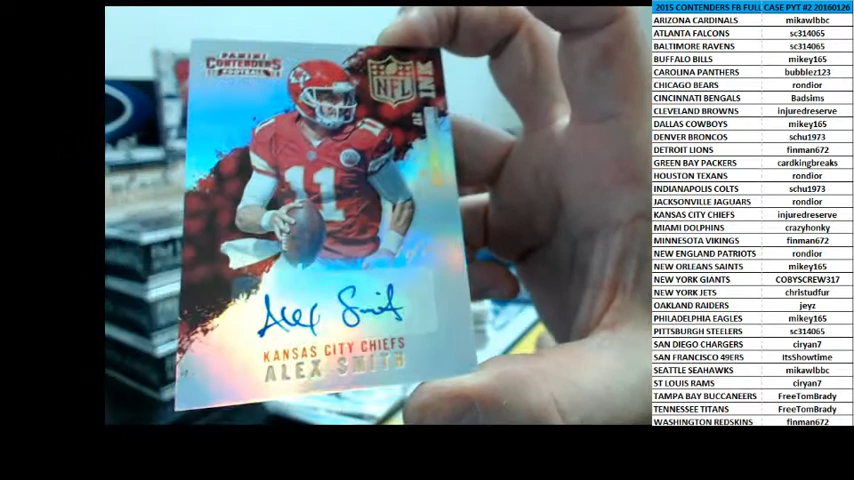 PANINI
CONTENDERS
FOOTBALL
NFL
INK
11
11
Alex Smith
KANSAS CITY CHIEFS
ALEX SMITH
2015 CONTENDERS FB FULL CASE PYT #2 20160126
ARIZONA CARDINALS mikawlbbc
ATLANTA FALCONS sc314065
BALTIMORE RAVENS sc314065
BUFFALO BILLS mikey165
CAROLINA PANTHERS bubblez123
CHICAGO BEARS rondior
CINCINNATI BENGALS Badsims
CLEVELAND BROWNS injuredreserve
DALLAS COWBOYS mikey165
DENVER BRONCOS schu1973
DETROIT LIONS finman672
GREEN BAY PACKERS cardkingbreaks
HOUSTON TEXANS rondior
INDIANAPOLIS COLTS schu1973
JACKSONVILLE JAGUARS rondior
KANSAS CITY CHIEFS injuredreserve
MIAMI DOLPHINS crazyhonky
MINNESOTA VIKINGS finman672
NEW ENGLAND PATRIOTS rondior
NEW ORLEANS SAINTS mikey165
NEW YORK GIANTS COBYSCREW317
NEW YORK JETS christudfur
OAKLAND RAIDERS jeyz
PHILADELPHIA EAGLES mikey165
PITTSBURGH STEELERS sc314065
SAN DIEGO CHARGERS ciryan7
SAN FRANCISCO 49ERS ItsShowtime
SEATTLE SEAHAWKS mikawlbbc
ST LOUIS RAMS ciryan7
TAMPA BAY BUCCANEERS FreeTomBrady
TENNESSEE TITANS FreeTomBrady
WASHINGTON REDSKINS finman672